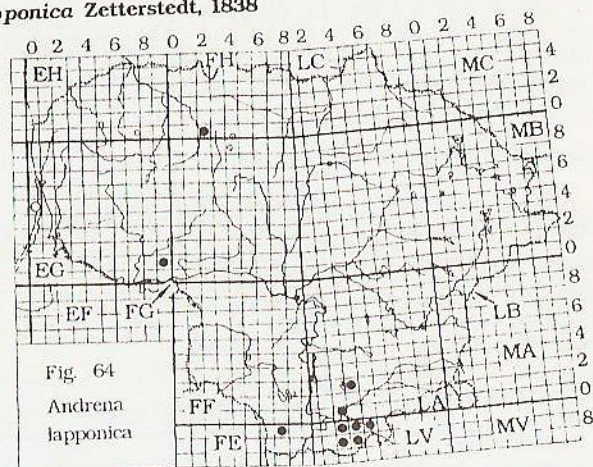 pponica Zetterstedt, 1838
0 2 4 6 8 0 2 4 6 8 2 4 6 8 0 2 4 6 8
EH FH LC MC 4
2
0
MB 8
6
4
2
EG 0
EF FG 8
LB 6
MA 4
Fig. 64 2
Andrena FF LA 0
lapponica FE LV MV 8